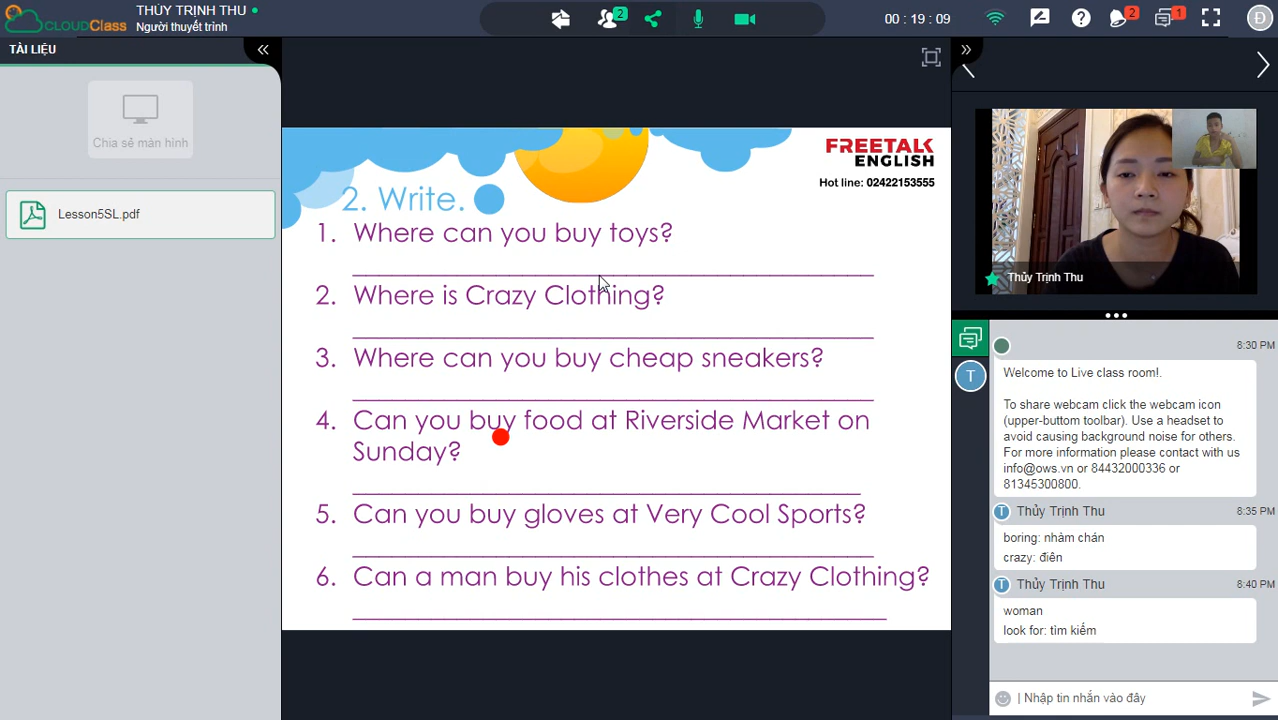 CLOUDClass
THỦY TRỊNH THU
Người thuyết trình
2
00 : 19 : 09
2
1
Đ
TÀI LIỆU
Chia sẻ màn hình
Lesson5SL.pdf
FREETALK
ENGLISH
Hot line: 02422153555
2. Write.
1. Where can you buy toys?
2. Where is Crazy Clothing?
3. Where can you buy cheap sneakers?
4. Can you buy food at Riverside Market on
Sunday?
5. Can you buy gloves at Very Cool Sports?
6. Can a man buy his clothes at Crazy Clothing?
Thủy Trịnh Thu
8:30 PM
T
Welcome to Live class room!.
To share webcam click the webcam icon
(upper-buttom toolbar). Use a headset to
avoid causing background noise for others.
For more information please contact with us
info@ows.vn or 84432000336 or
81345300800.
T Thủy Trịnh Thu 8:35 PM
boring: nhàm chán
crazy: điên
T Thủy Trịnh Thu 8:40 PM
woman
look for: tìm kiếm
Nhập tin nhắn vào đây